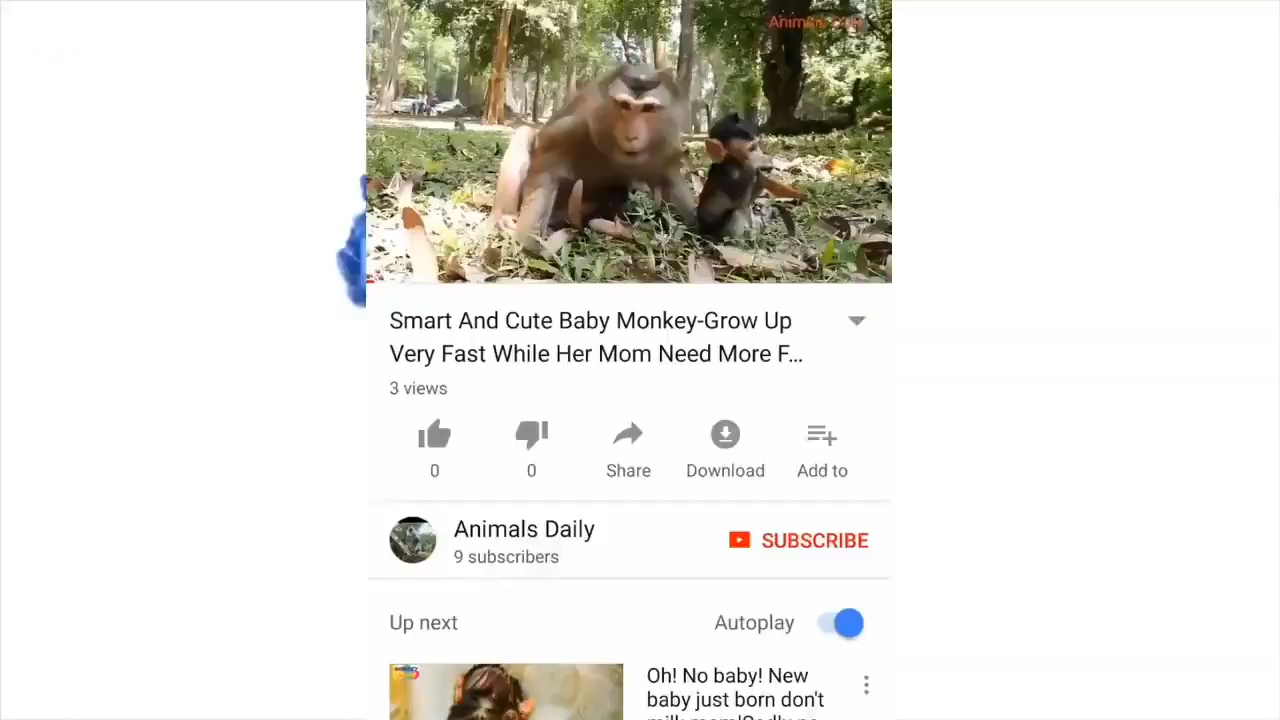 Animals Daily
Smart And Cute Baby Monkey-Grow Up
Very Fast While Her Mom Need More F...
3 views
0
0
Share
Download
Add to
Animals Daily
9 subscribers
SUBSCRIBE
Up next
Autoplay
Oh! No baby! New
baby just born don't